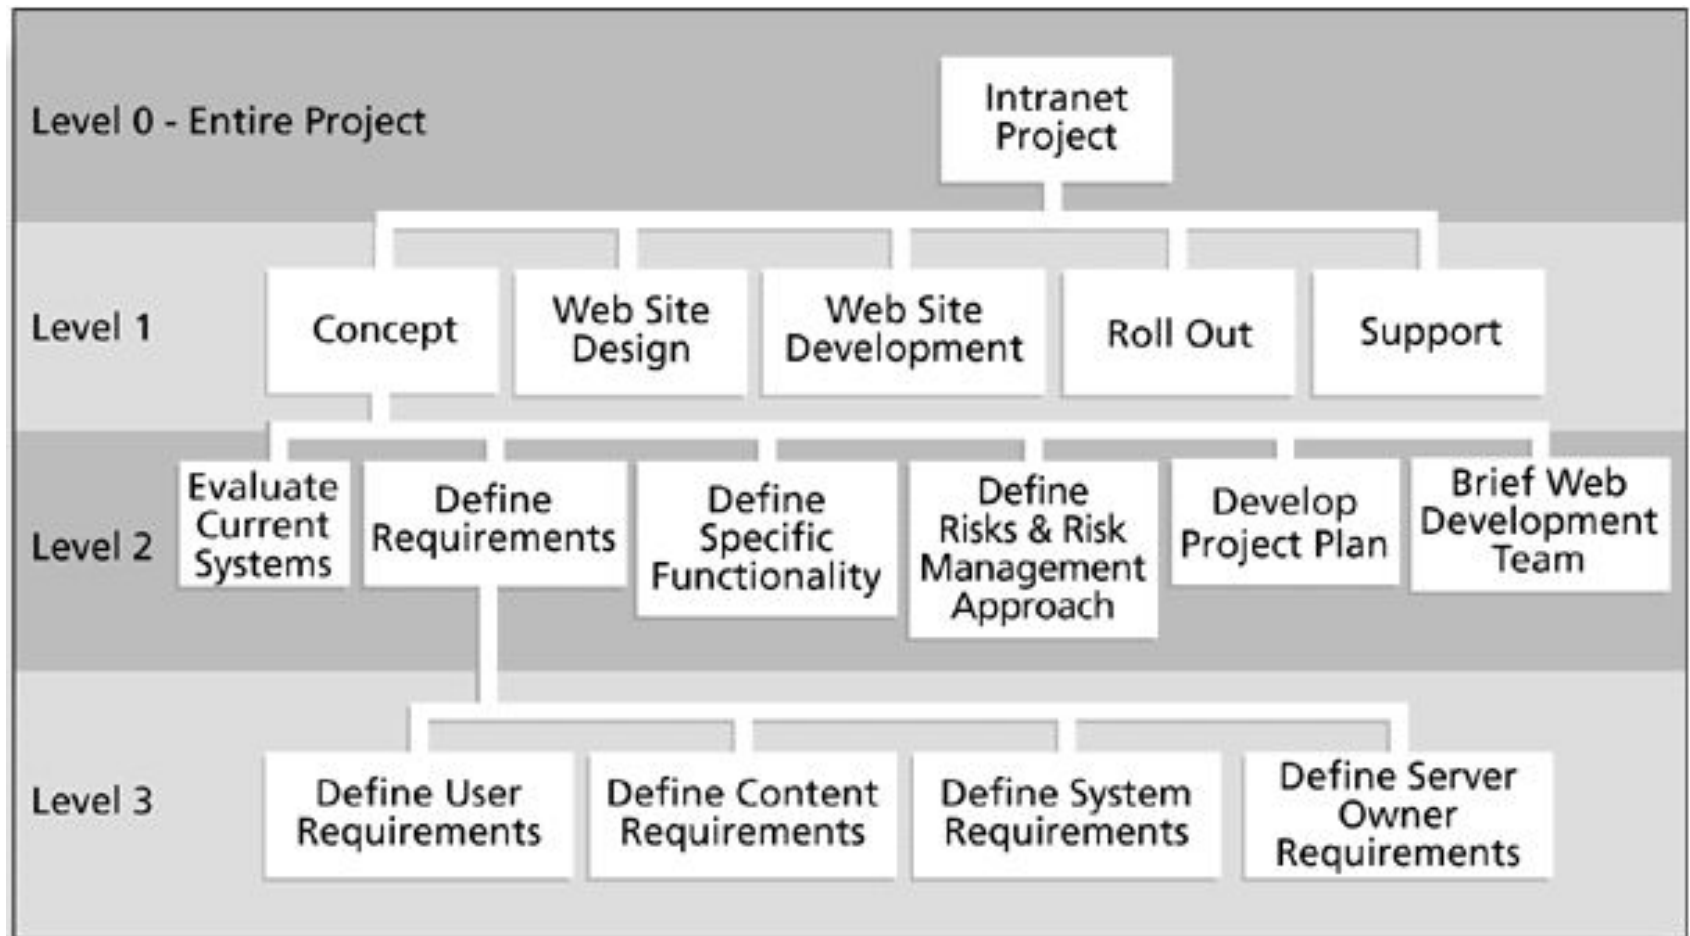 Level 0 - Entire Project
Intranet
Project
Level 1
Concept
Web Site
Design
Web Site
Development
Roll Out
Support
Level 2
Evaluate
Current
Systems
Define
Requirements
Define
Specific
Functionality
Define
Risks & Risk
Management
Approach
Develop
Project Plan
Brief Web
Development
Team
Level 3
Define User
Requirements
Define Content
Requirements
Define System
Requirements
Define Server
Owner
Requirements